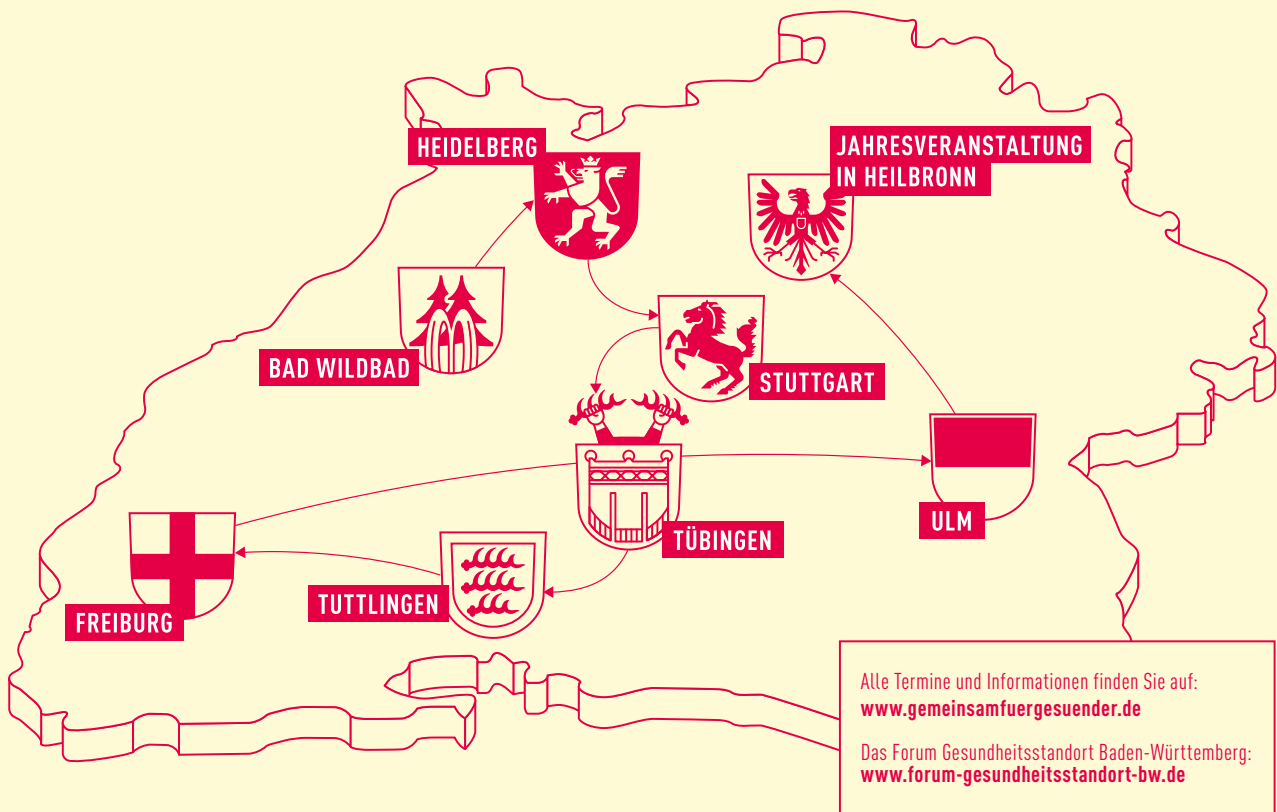 HEIDELBERG
JAHRESVERANSTALTUNG
IN HEILBRONN
BAD WILDBAD
STUTTGART
ULM
TÜBINGEN
TUTTLINGEN
FREIBURG
Alle Termine und Informationen finden Sie auf:
www.gemeinsamfuergesuender.de
Das Forum Gesundheitsstandort Baden-Württemberg:
www.forum-gesundheitsstandort-bw.de